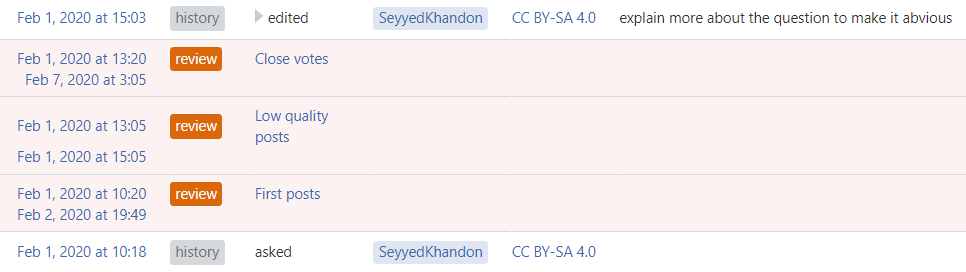 Feb 1, 2020 at 15:03 history edited SeyyedKhandon CC BY-SA 4.0 explain more about the question to make it abvious
Feb 1, 2020 at 13:20 review Close votes
Feb 7, 2020 at 3:05
Low quality
Feb 1, 2020 at 13:05 review
posts
Feb 1, 2020 at 15:05
Feb 1, 2020 at 10:20 review First posts
Feb 2, 2020 at 19:49
Feb 1, 2020 at 10:18 history asked SeyyedKhandon CC BY-SA 4.0